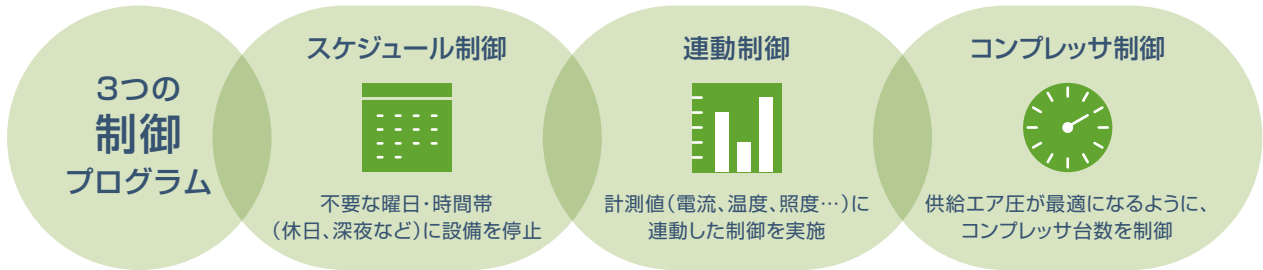 3つの
制御
プログラム
スケジュール制御
不要な曜日・時間帯
（休日、深夜など）に設備を停止
連動制御
計測値（電流、温度、照度…）に
連動した制御を実施
コンプレッサ制御
供給エア圧が最適になるように、
コンプレッサ台数を制御